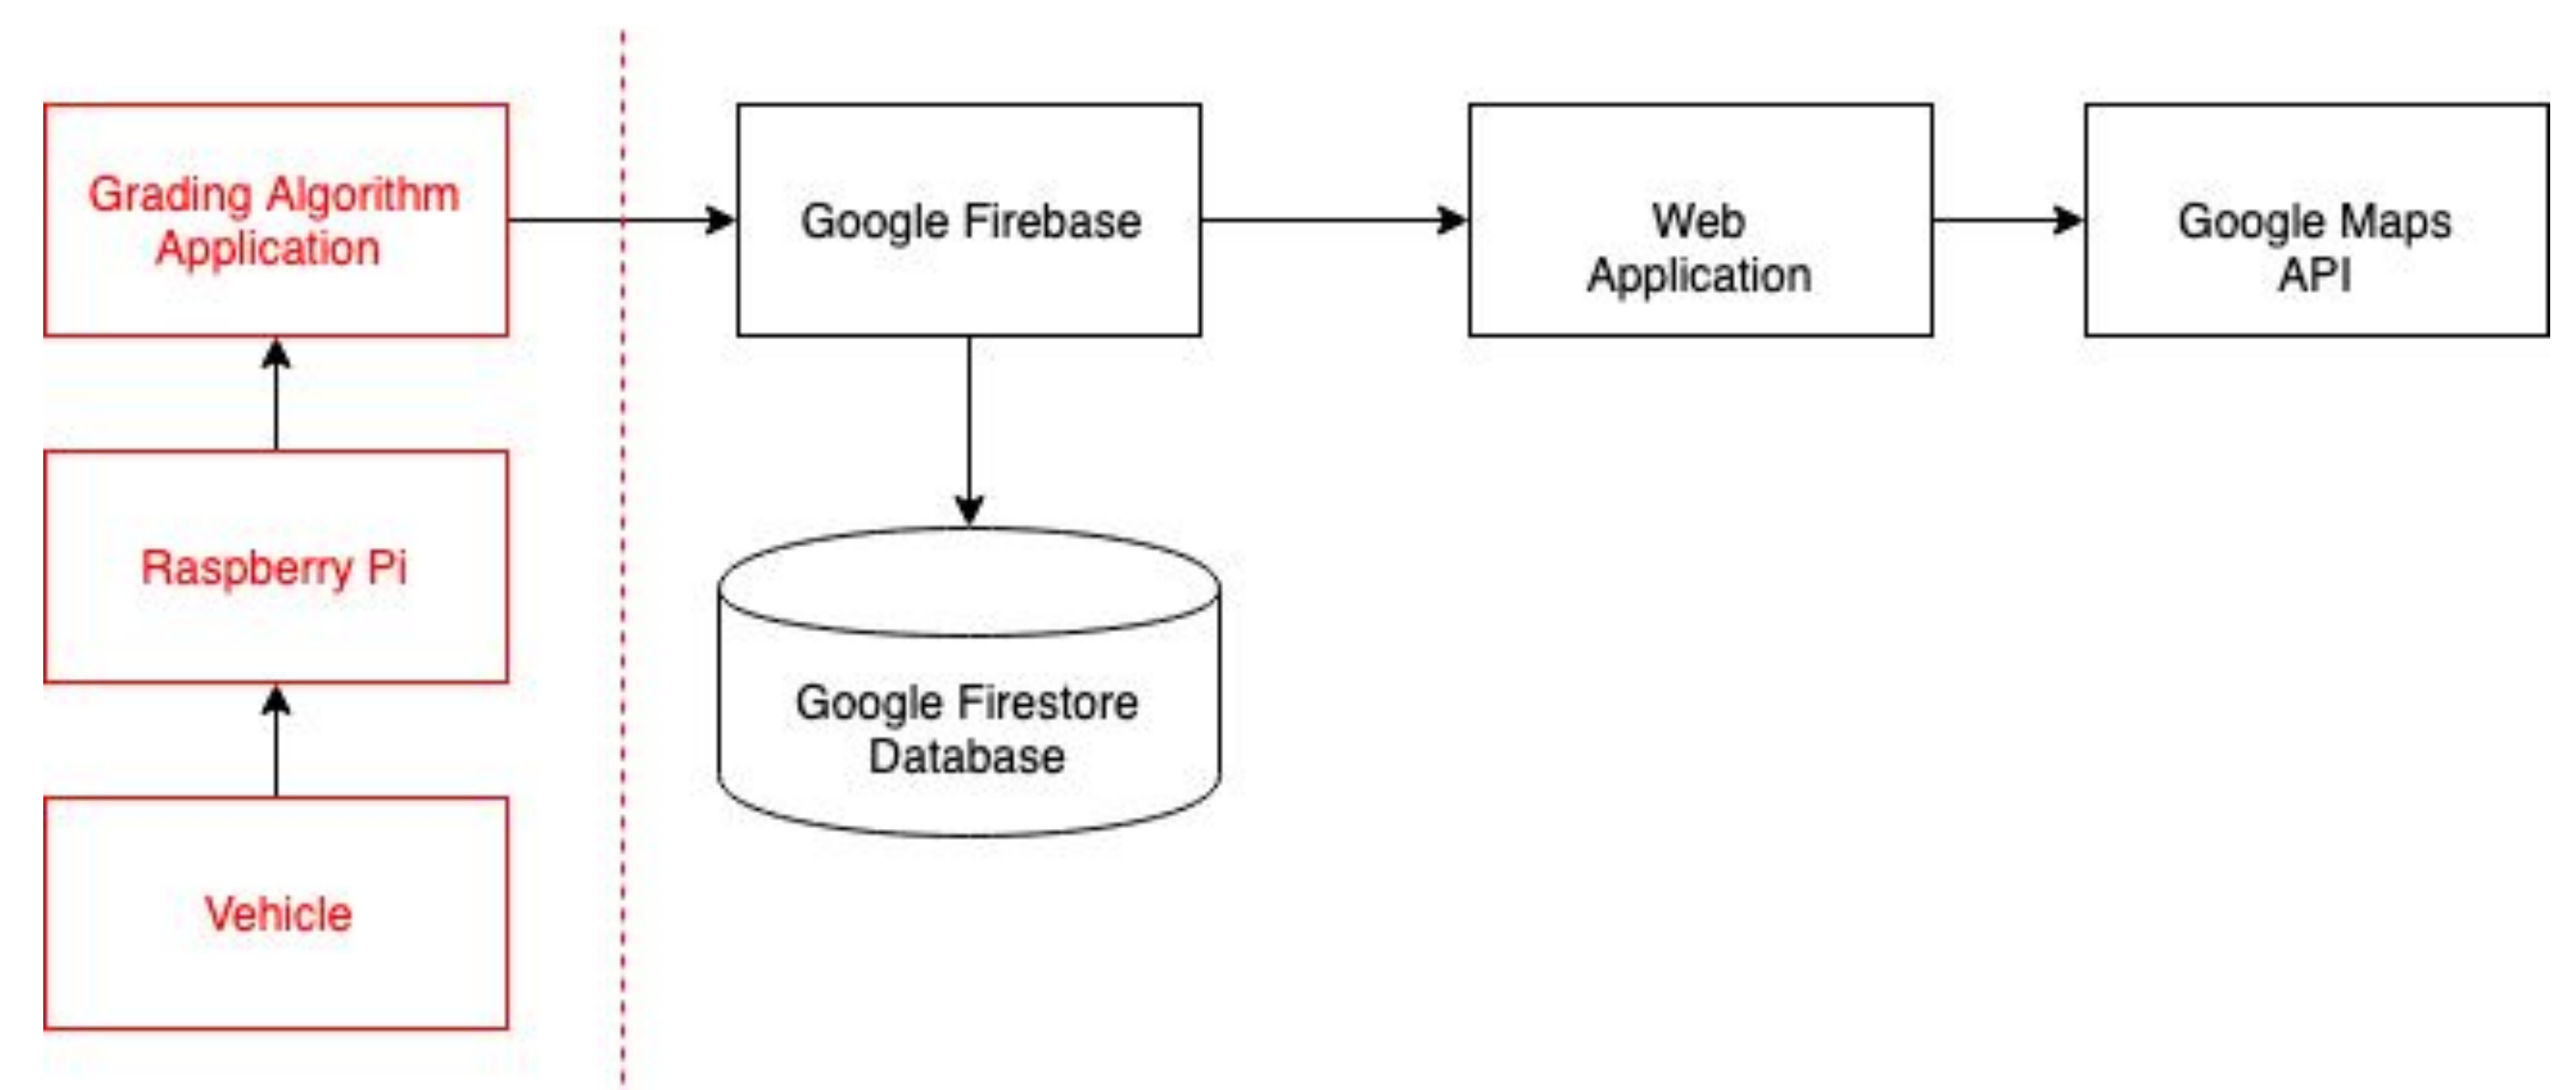 Grading Algorithm
Application
Google Firebase
Web
Application
Google Maps
API
Raspberry Pi
Google Firestore
Database
Vehicle